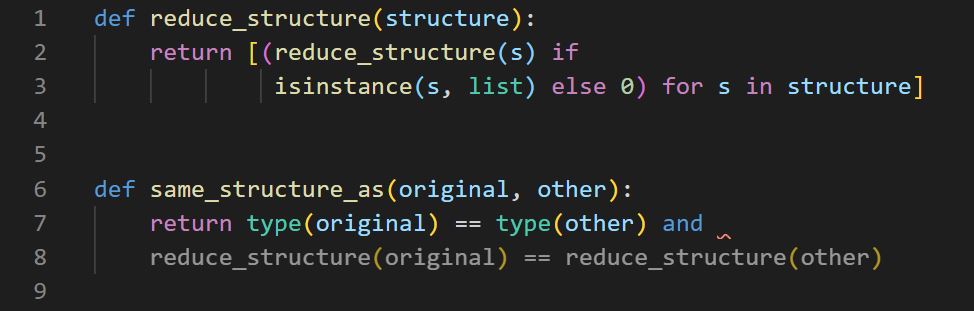 1 def reduce_structure(structure):
2     return [(reduce_structure(s) if
3              isinstance(s, list) else 0) for s in structure]
4
5
6 def same_structure_as(original, other):
7     return type(original) == type(other) and
8     reduce_structure(original) == reduce_structure(other)
9